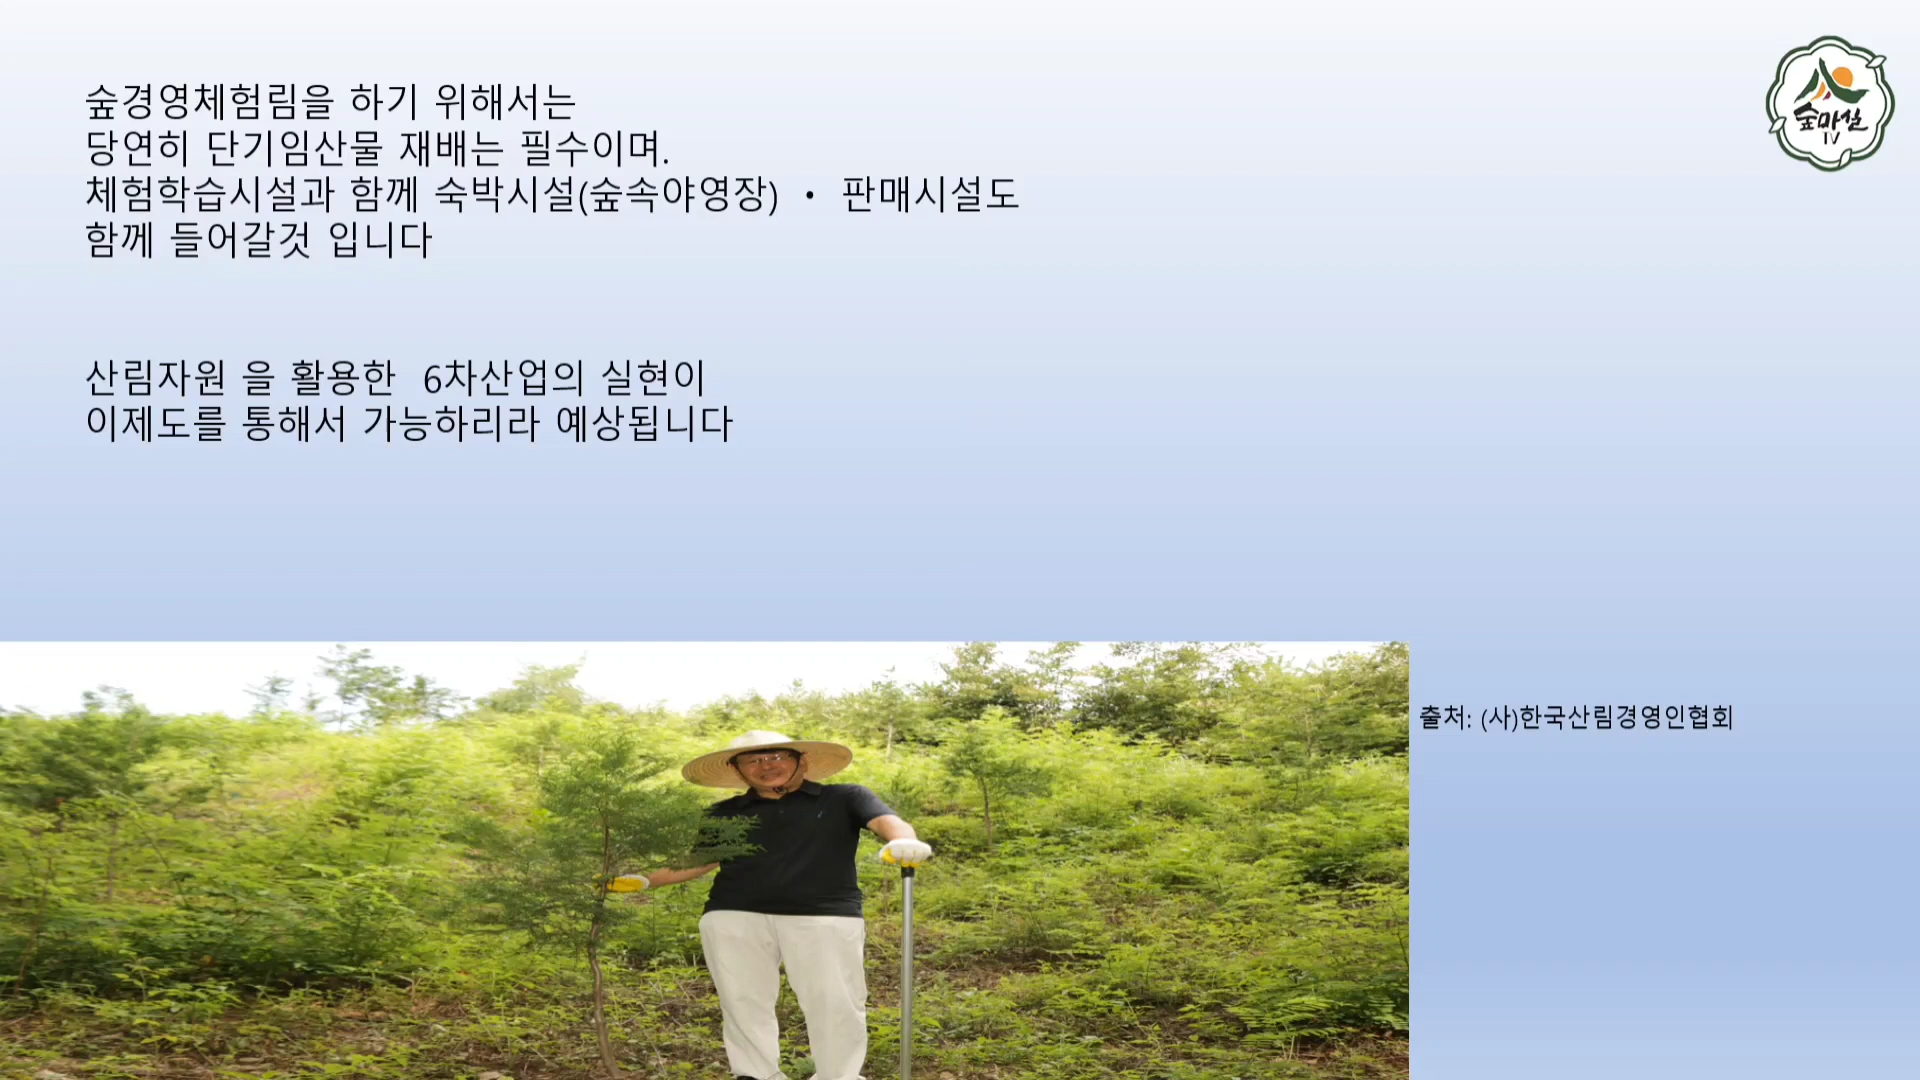 숲경영체험림을 하기 위해서는
당연히 단기임산물 재배는 필수이며.
체험학습시설과 함께 숙박시설(숲속야영장) · 판매시설도
함께 들어갈것 입니다
산림자원 을 활용한 6차산업의 실현이
이제도를 통해서 가능하리라 예상됩니다
출처: (사)한국산림경영인협회
숲마실
TV